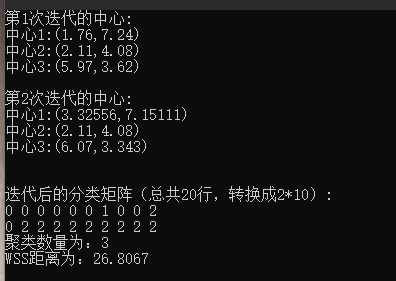 第1次迭代的中心:
中心1:(1.76,7.24)
中心2:(2.11,4.08)
中心3:(5.97,3.62)
第2次迭代的中心:
中心1:(3.32556,7.15111)
中心2:(2.11,4.08)
中心3:(6.07,3.343)
迭代后的分类矩阵（总共20行，转换成2*10）:
0 0 0 0 0 0 1 0 0 2
0 2 2 2 2 2 2 2 2 2
聚类数量为：3
WSS距离为：26.8067